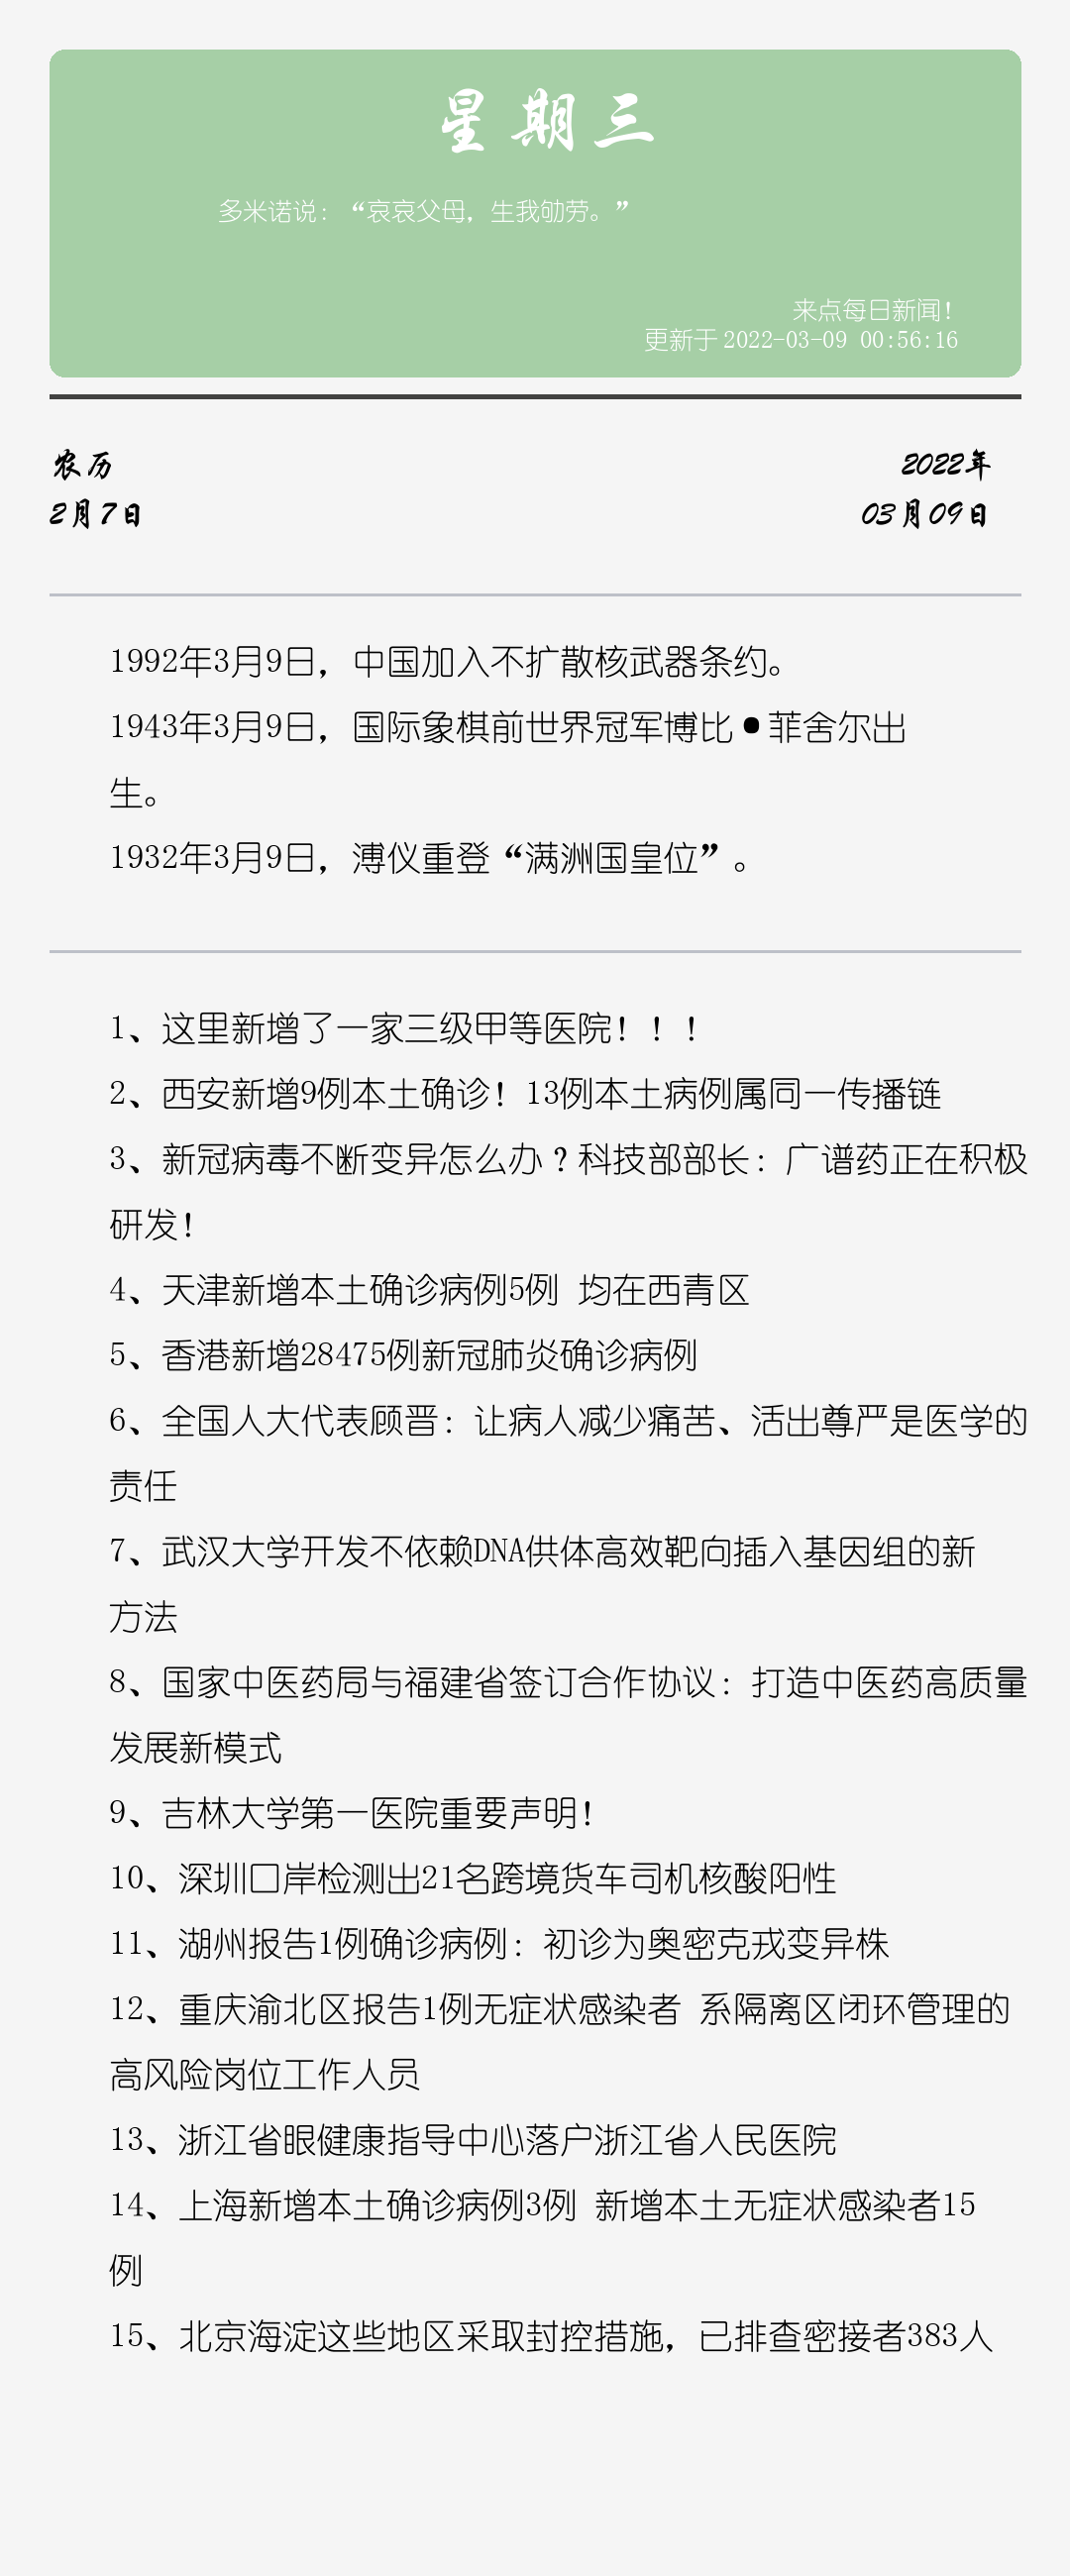 星期三
多米诺说：“哀哀父母，生我劬劳。”
来点每日新闻！
更新于 2022-03-09 00:56:16
农历
2月7日
2022年
03月09日
1992年3月9日，中国加入不扩散核武器条约。
1943年3月9日，国际象棋前世界冠军博比•菲舍尔出
生。
1932年3月9日，溥仪重登“满洲国皇位”。
1、这里新增了一家三级甲等医院！！！
2、西安新增9例本土确诊！13例本土病例属同一传播链
3、新冠病毒不断变异怎么办？科技部部长：广谱药正在积极
研发！
4、天津新增本土确诊病例5例 均在西青区
5、香港新增28475例新冠肺炎确诊病例
6、全国人大代表顾晋：让病人减少痛苦、活出尊严是医学的
责任
7、武汉大学开发不依赖DNA供体高效靶向插入基因组的新
方法
8、国家中医药局与福建省签订合作协议：打造中医药高质量
发展新模式
9、吉林大学第一医院重要声明！
10、深圳口岸检测出21名跨境货车司机核酸阳性
11、湖州报告1例确诊病例：初诊为奥密克戎变异株
12、重庆渝北区报告1例无症状感染者 系隔离区闭环管理的
高风险岗位工作人员
13、浙江省眼健康指导中心落户浙江省人民医院
14、上海新增本土确诊病例3例 新增本土无症状感染者15
例
15、北京海淀这些地区采取封控措施，已排查密接者383人